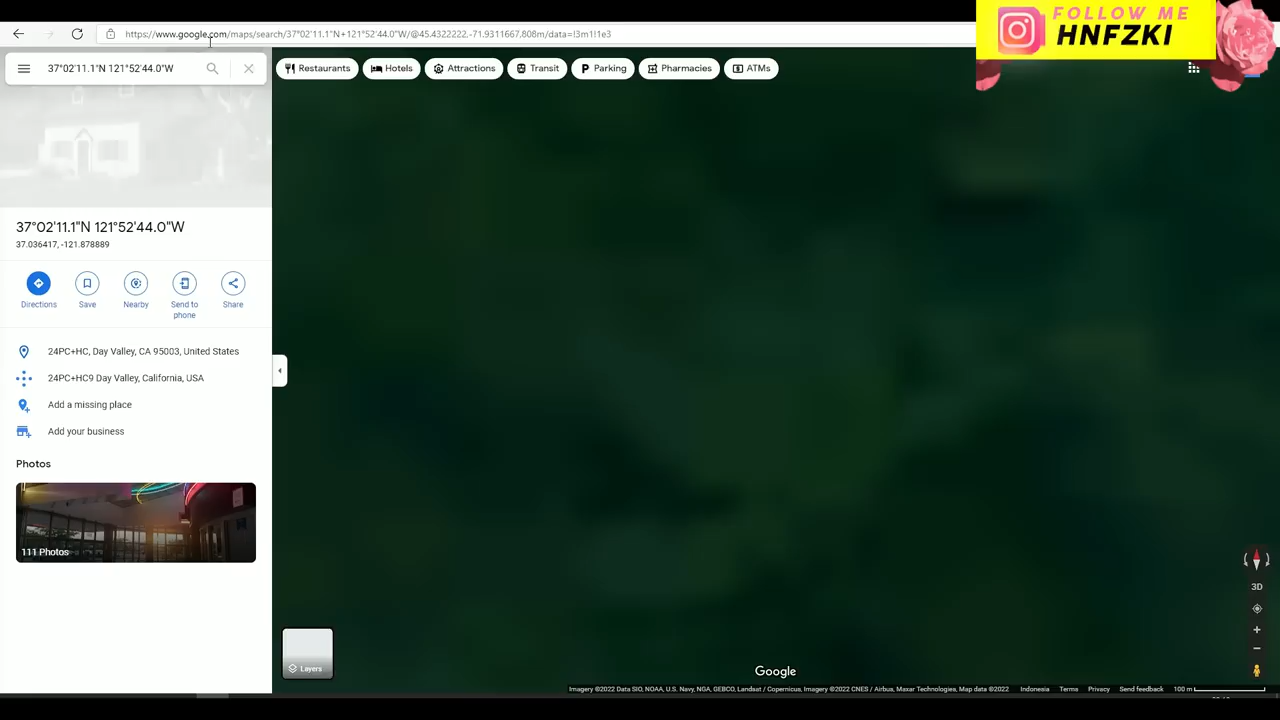 FOLLOW ME
HNFZKI
https://www.google.com/maps/search/37°02'11.1"N+121°52'44.0"W/@45.4322222,-71.9311667,808m/data=!3m1!1e3
37°02'11.1"N 121°52'44.0"W
Restaurants
Hotels
Attractions
Transit
Parking
Pharmacies
ATMs
37°02'11.1"N 121°52'44.0"W
37.036417, -121.878889
Directions
Save
Nearby
Send to
phone
Share
24PC+HC, Day Valley, CA 95003, United States
24PC+HC9 Day Valley, California, USA
Add a missing place
Add your business
Photos
111 Photos
3D
Layers
Google
Imagery ©2022 Data SIO, NOAA, U.S. Navy, NGA, GEBCO, Landsat / Copernicus, Imagery ©2022 CNES / Airbus, Maxar Technologies, Map data ©2022 Indonesia Terms Privacy Send feedback 100 m